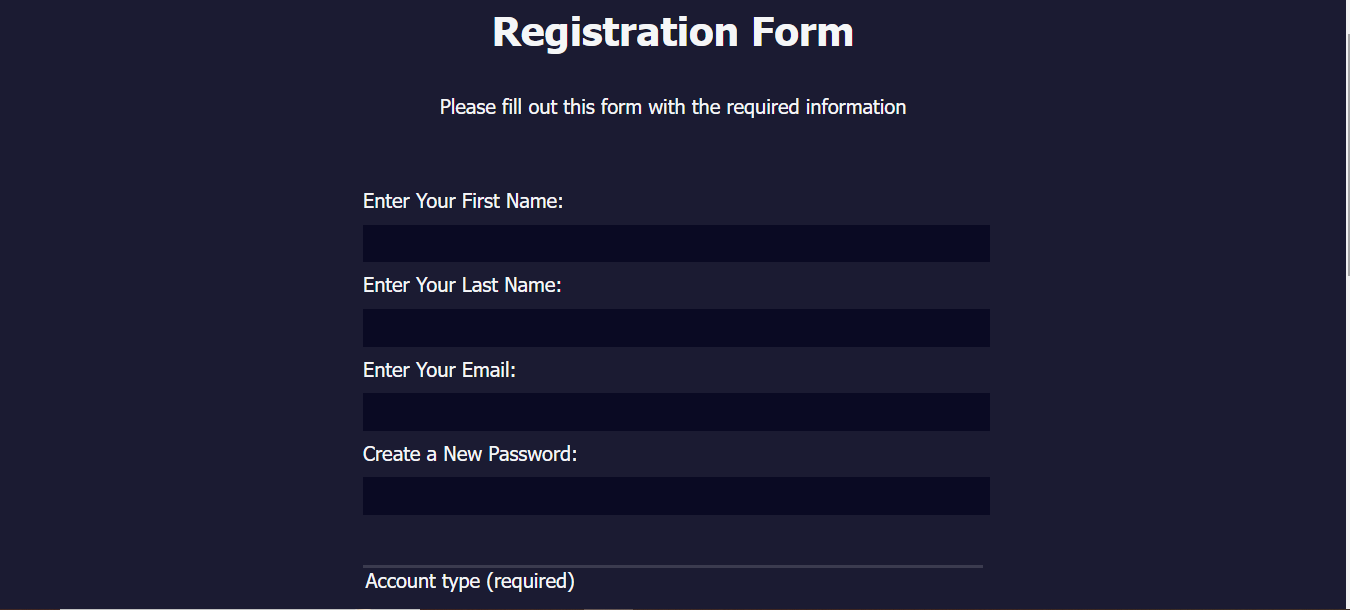 Registration Form
Please fill out this form with the required information
Enter Your First Name:
Enter Your Last Name:
Enter Your Email:
Create a New Password:
Account type (required)